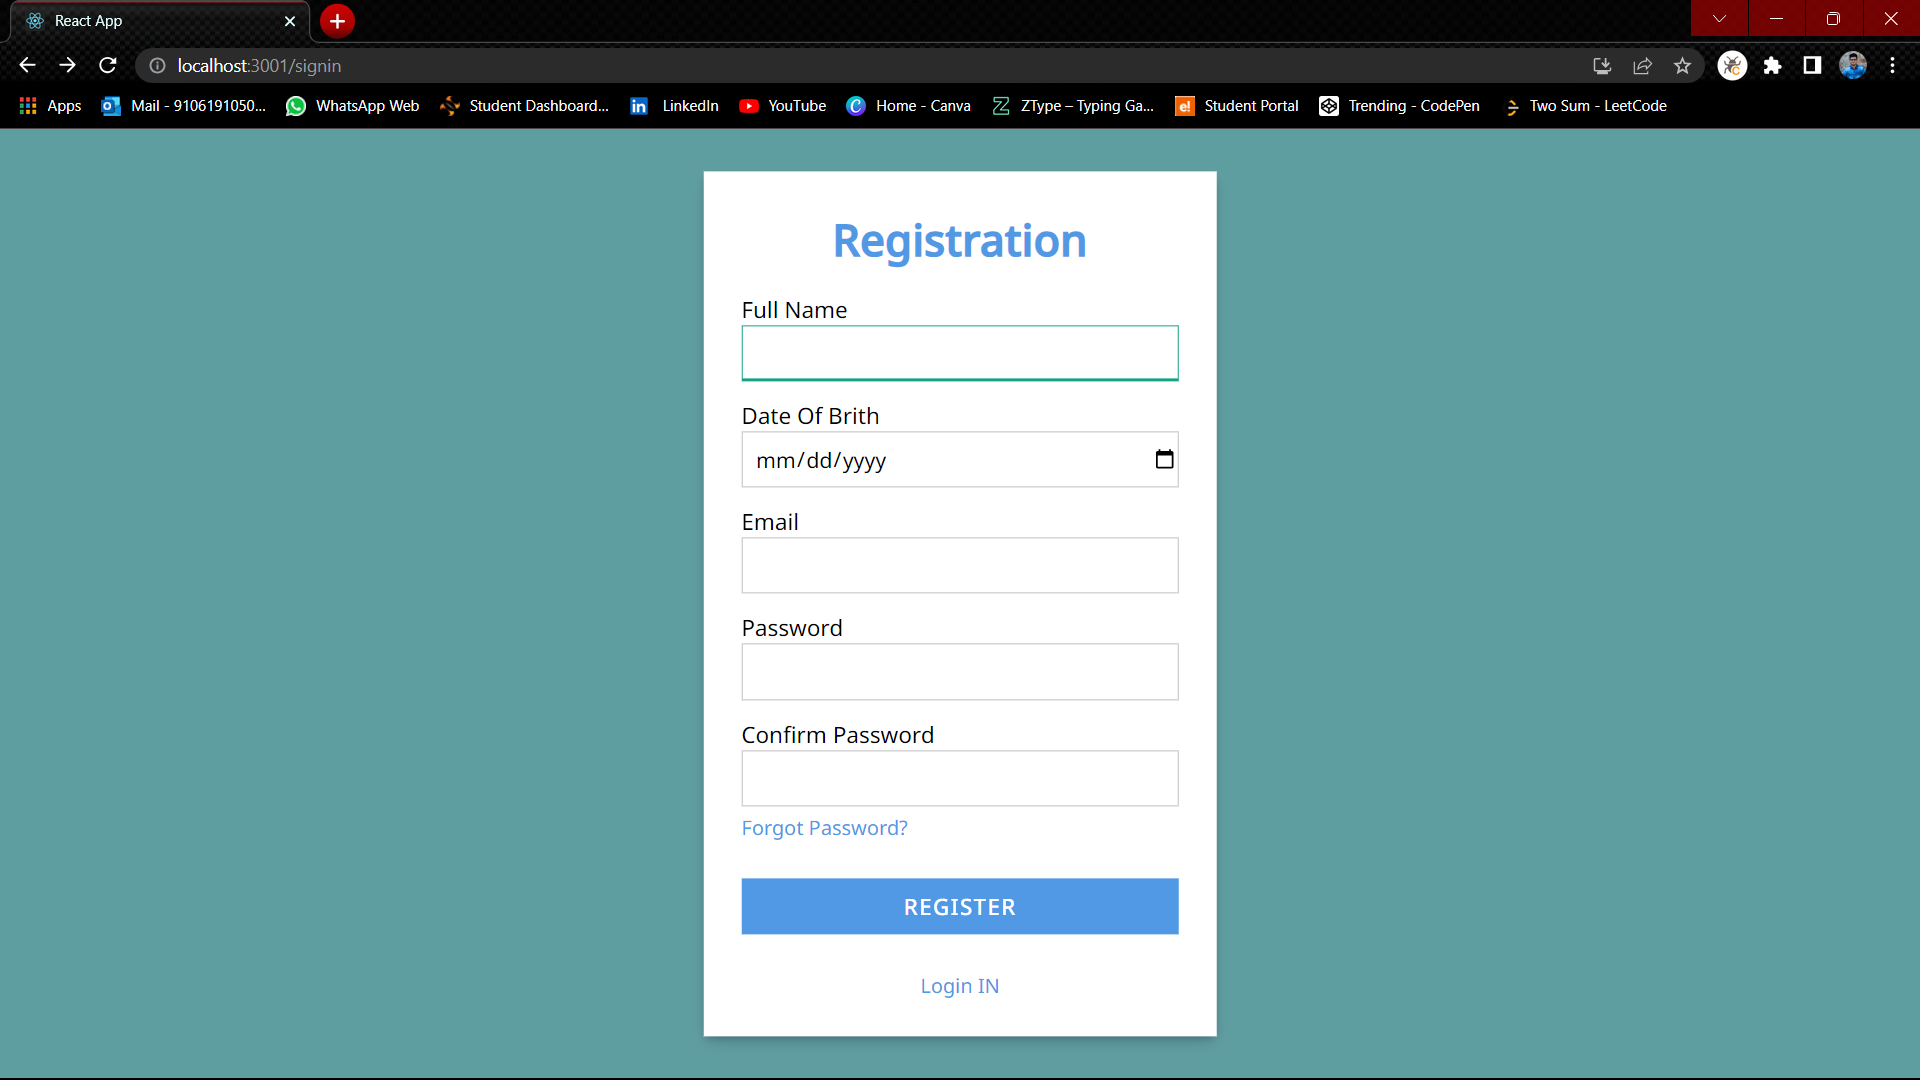 React App
localhost:3001/signin
Apps Mail - 9106191050... WhatsApp Web Student Dashboard... LinkedIn YouTube Home - Canva ZType – Typing Ga... Student Portal Trending - CodePen Two Sum - LeetCode
Registration
Full Name
Date Of Brith
mm/dd/yyyy
Email
Password
Confirm Password
Forgot Password?
REGISTER
Login IN